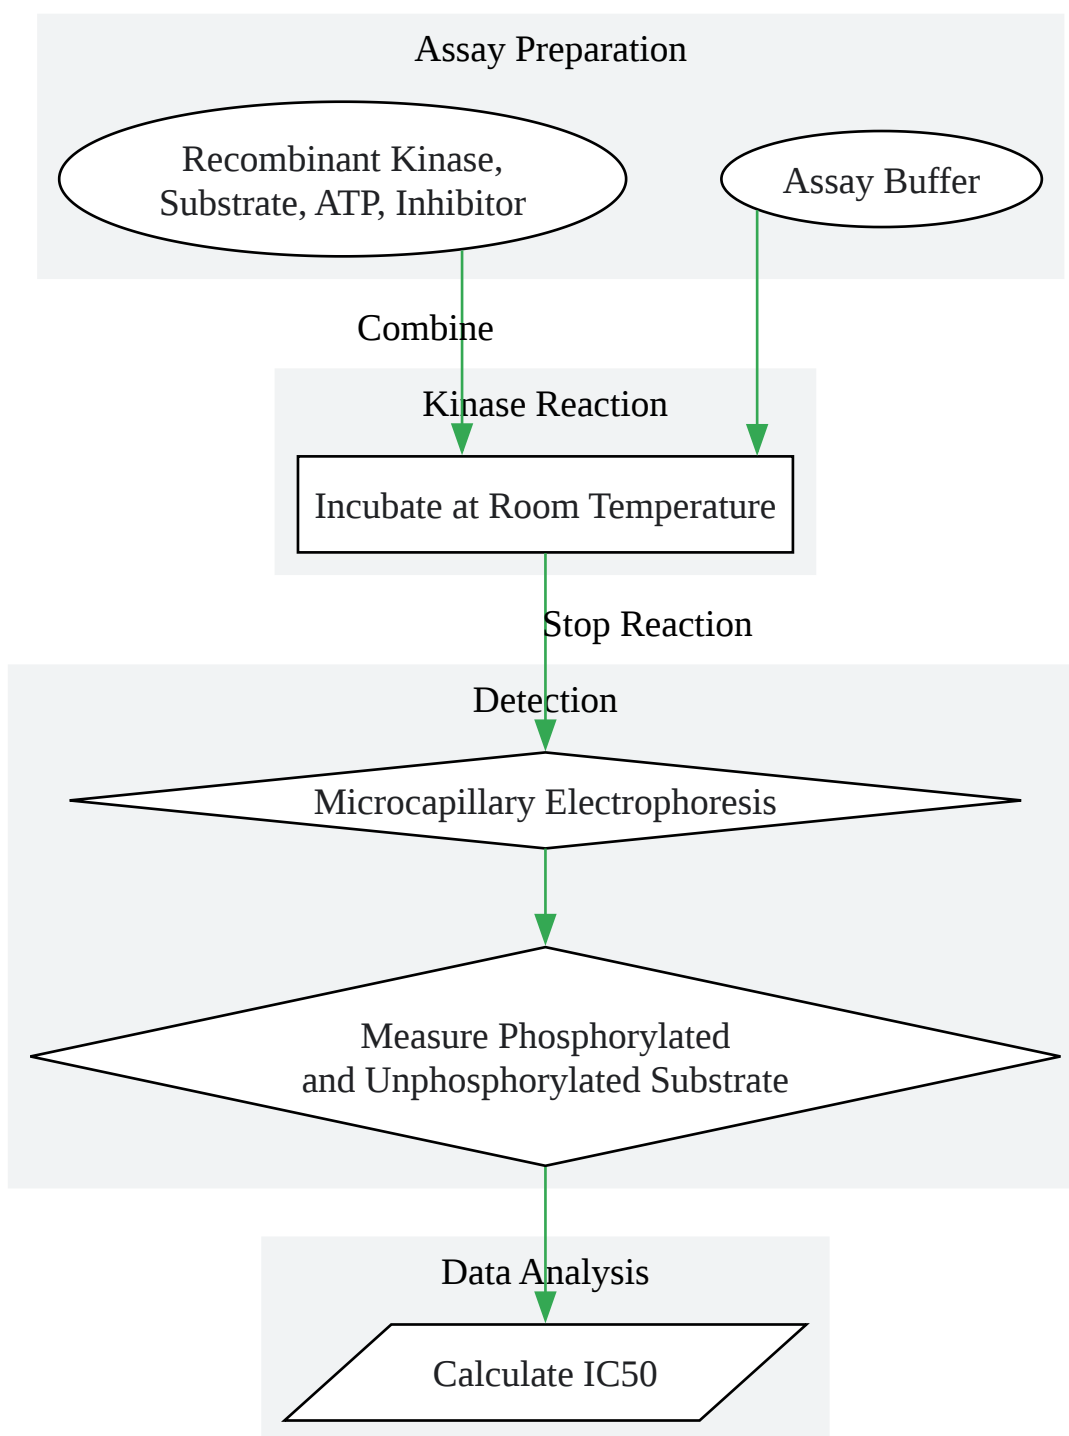 Assay Preparation
Recombinant Kinase,
Substrate, ATP, Inhibitor
Assay Buffer
Combine
Kinase Reaction
Incubate at Room Temperature
Stop Reaction
Detection
Microcapillary Electrophoresis
Measure Phosphorylated
and Unphosphorylated Substrate
Data Analysis
Calculate IC50